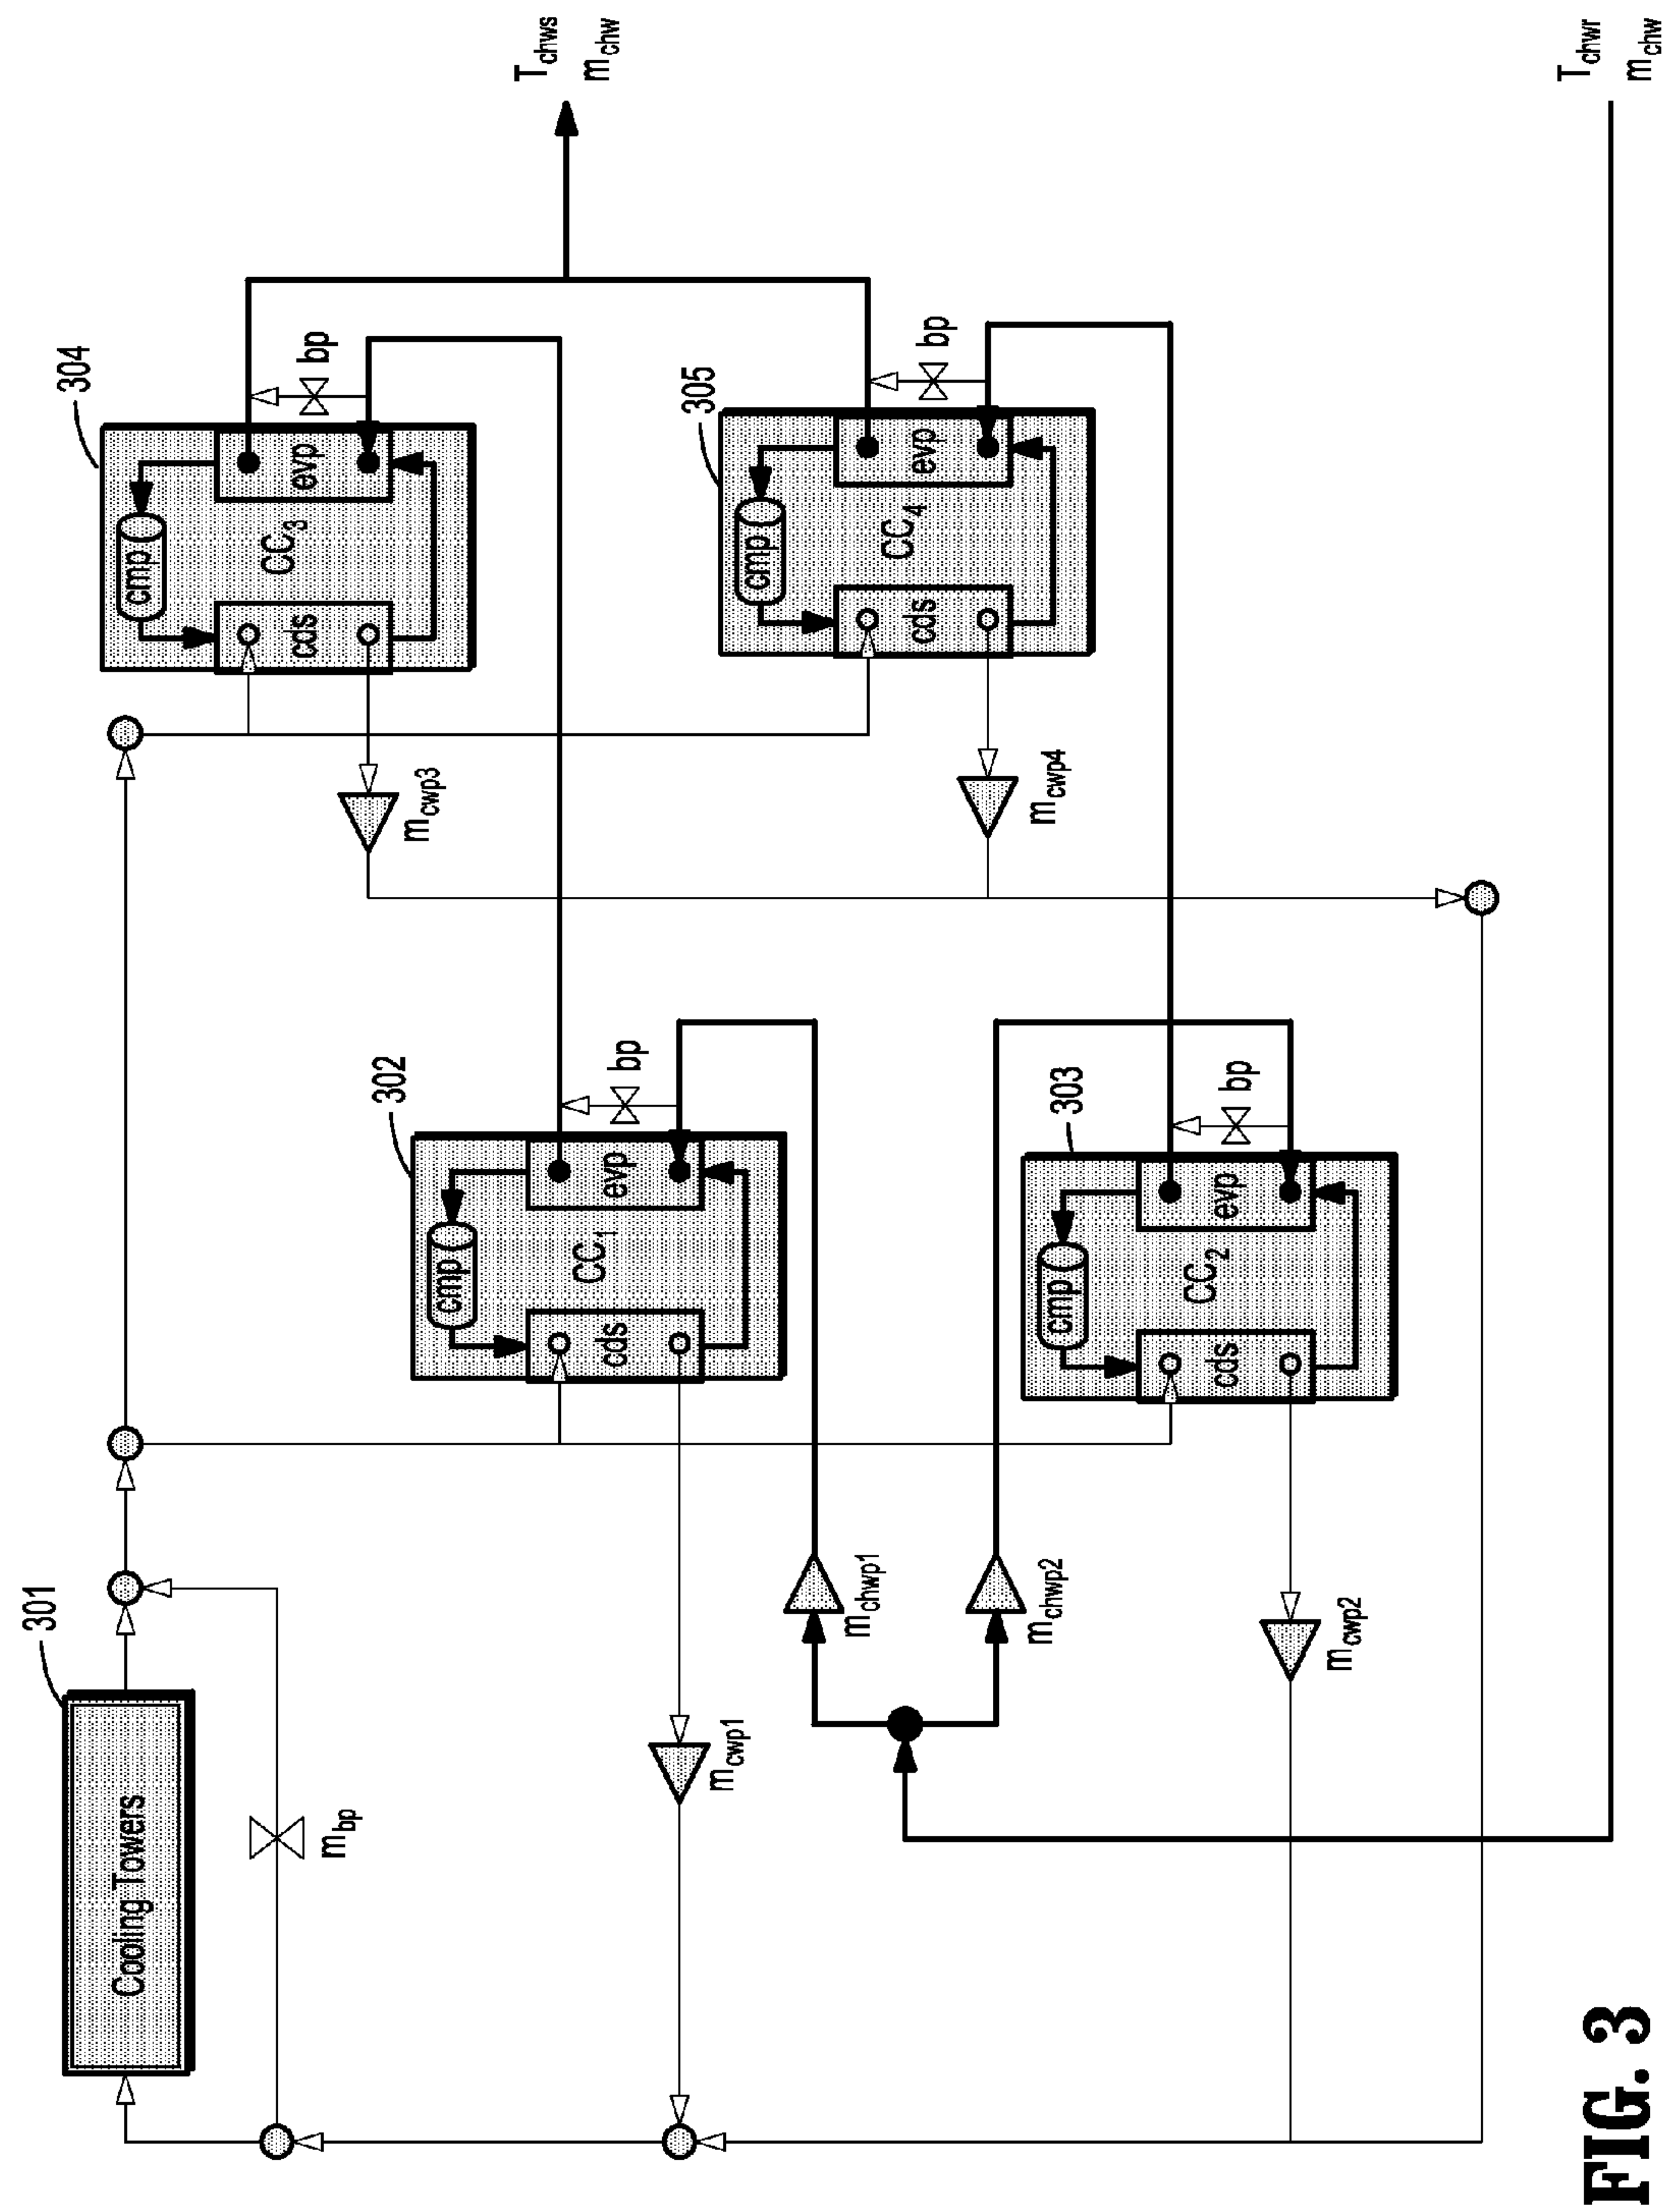 301
Cooling Towers
m_bp
304
cmp
cds
CC_3
evp
bp
T_chws
m_chw
m_cwp3
302
cmp
cds
CC_1
evp
bp
305
cmp
cds
CC_4
evp
bp
m_cwp4
m_cwp1
m_chwp1
m_chwp2
303
cmp
cds
CC_2
evp
bp
m_cwp2
T_chwr
m_chw
FIG. 3